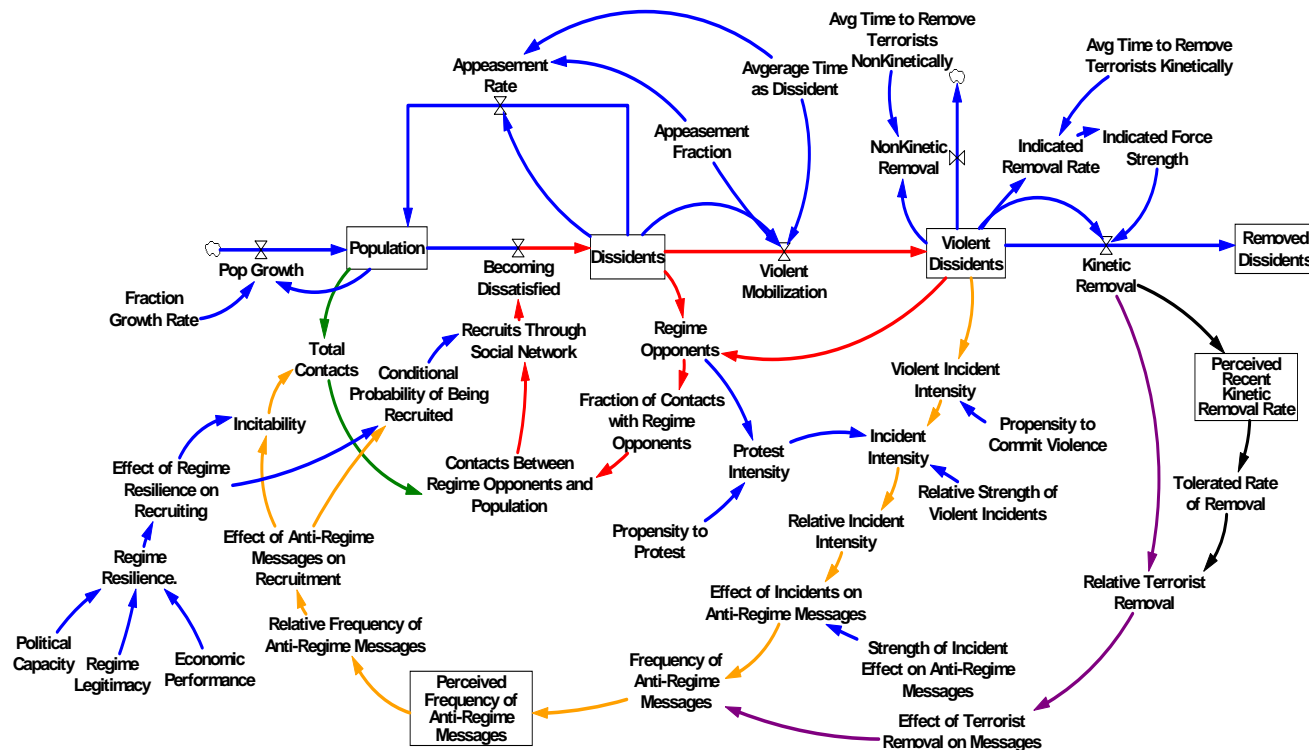 Avg Time to Remove
Terrorists
NonKinetically
Avg Time to Remove
Terrorists Kinetically
Appeasement
Rate
Avgerage Time
as Dissident
Appeasement
Fraction
NonKinetic
Removal
Indicated
Removal Rate
Indicated Force
Strength
Population
Pop Growth
Fraction
Growth Rate
Becoming
Dissatisfied
Dissidents
Violent
Mobilization
Violent
Dissidents
Kinetic
Removal
Removed
Dissidents
Total
Contacts
Conditional
Probability of Being
Recruited
Recruits Through
Social Network
Regime
Opponents
Violent Incident
Intensity
Perceived
Recent
Kinetic
Removal Rate
Incitability
Fraction of Contacts
with Regime
Opponents
Propensity to
Commit Violence
Effect of Regime
Resilience on
Recruiting
Contacts Between
Regime Opponents and
Population
Protest
Intensity
Incident
Intensity
Relative Strength of
Violent Incidents
Tolerated Rate
of Removal
Effect of Anti-Regime
Messages on
Recruitment
Propensity to
Protest
Relative Incident
Intensity
Regime
Resilience.
Effect of Incidents on
Anti-Regime Messages
Relative Terrorist
Removal
Political
Capacity
Regime
Legitimacy
Economic
Performance
Relative Frequency of
Anti-Regime Messages
Strength of Incident
Effect on Anti-Regime
Messages
Perceived
Frequency of
Anti-Regime
Messages
Frequency of
Anti-Regime
Messages
Effect of Terrorist
Removal on Messages